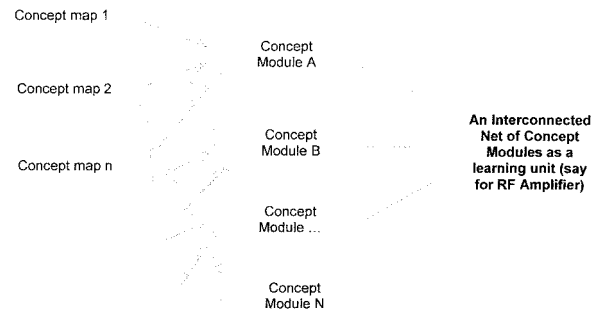 Concept map 1
Concept map 2
Concept map n
Concept
Module A
Concept
Module B
Concept
Module ...
Concept
Module N
An Interconnected
Net of Concept
Modules as a
learning unit (say
for RF Amplifier)